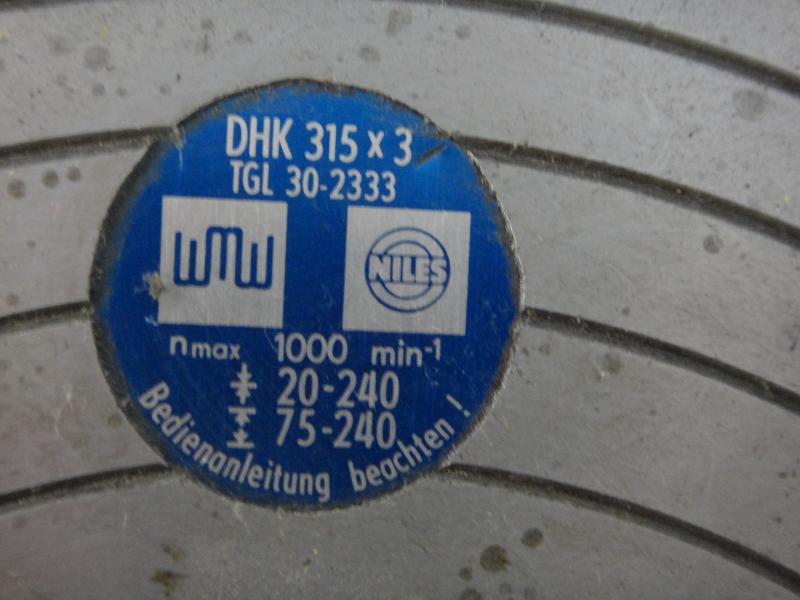 DHK 315 x 3
TGL 30-2333
WMW
NILES
nmax 1000 min-1
20-240
75-240
Bedienanleitung beachten !